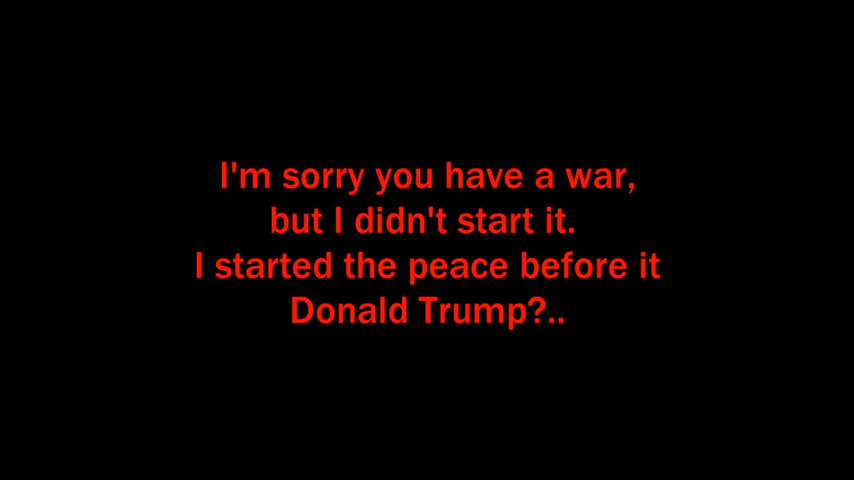 I'm sorry you have a war,
but I didn't start it.
I started the peace before it
Donald Trump?..